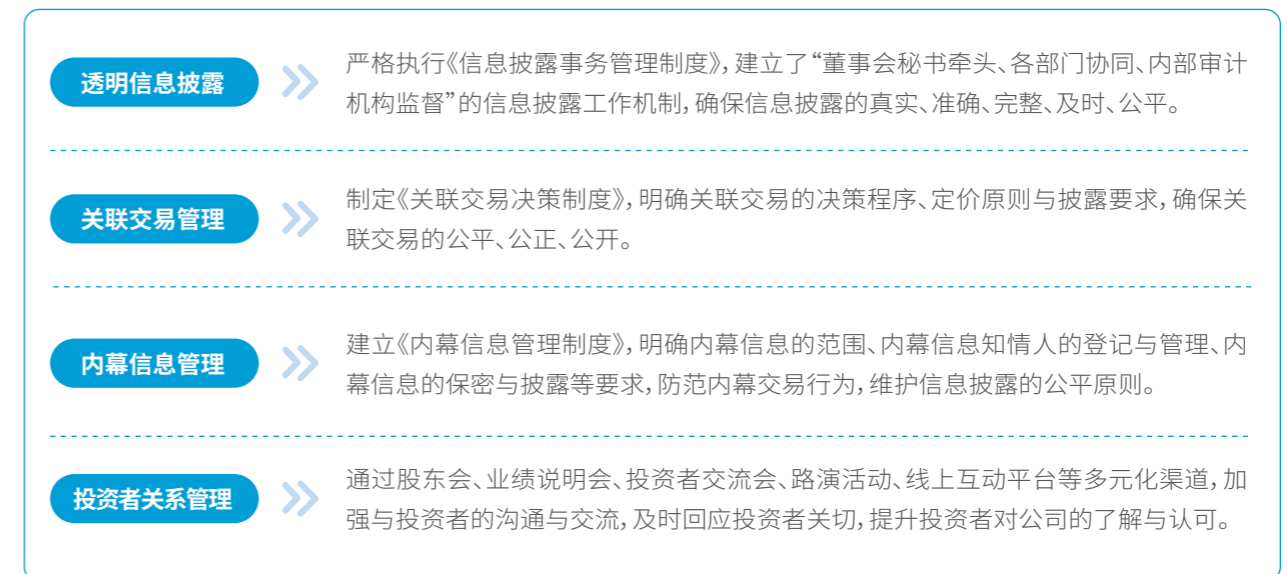 透明信息披露
严格执行《信息披露事务管理制度》，建立了“董事会秘书牵头、各部门协同、内部审计
机构监督”的信息披露工作机制，确保信息披露的真实、准确、完整、及时、公平。
关联交易管理
制定《关联交易决策制度》，明确关联交易的决策程序、定价原则与披露要求，确保关
联交易的公平、公正、公开。
内幕信息管理
建立《内幕信息管理制度》，明确内幕信息的范围、内幕信息知情人的登记与管理、内
幕信息的保密与披露等要求，防范内幕交易行为，维护信息披露的公平原则。
投资者关系管理
通过股东会、业绩说明会、投资者交流会、路演活动、线上互动平台等多元化渠道，加
强与投资者的沟通与交流，及时回应投资者关切，提升投资者对公司的了解与认可。